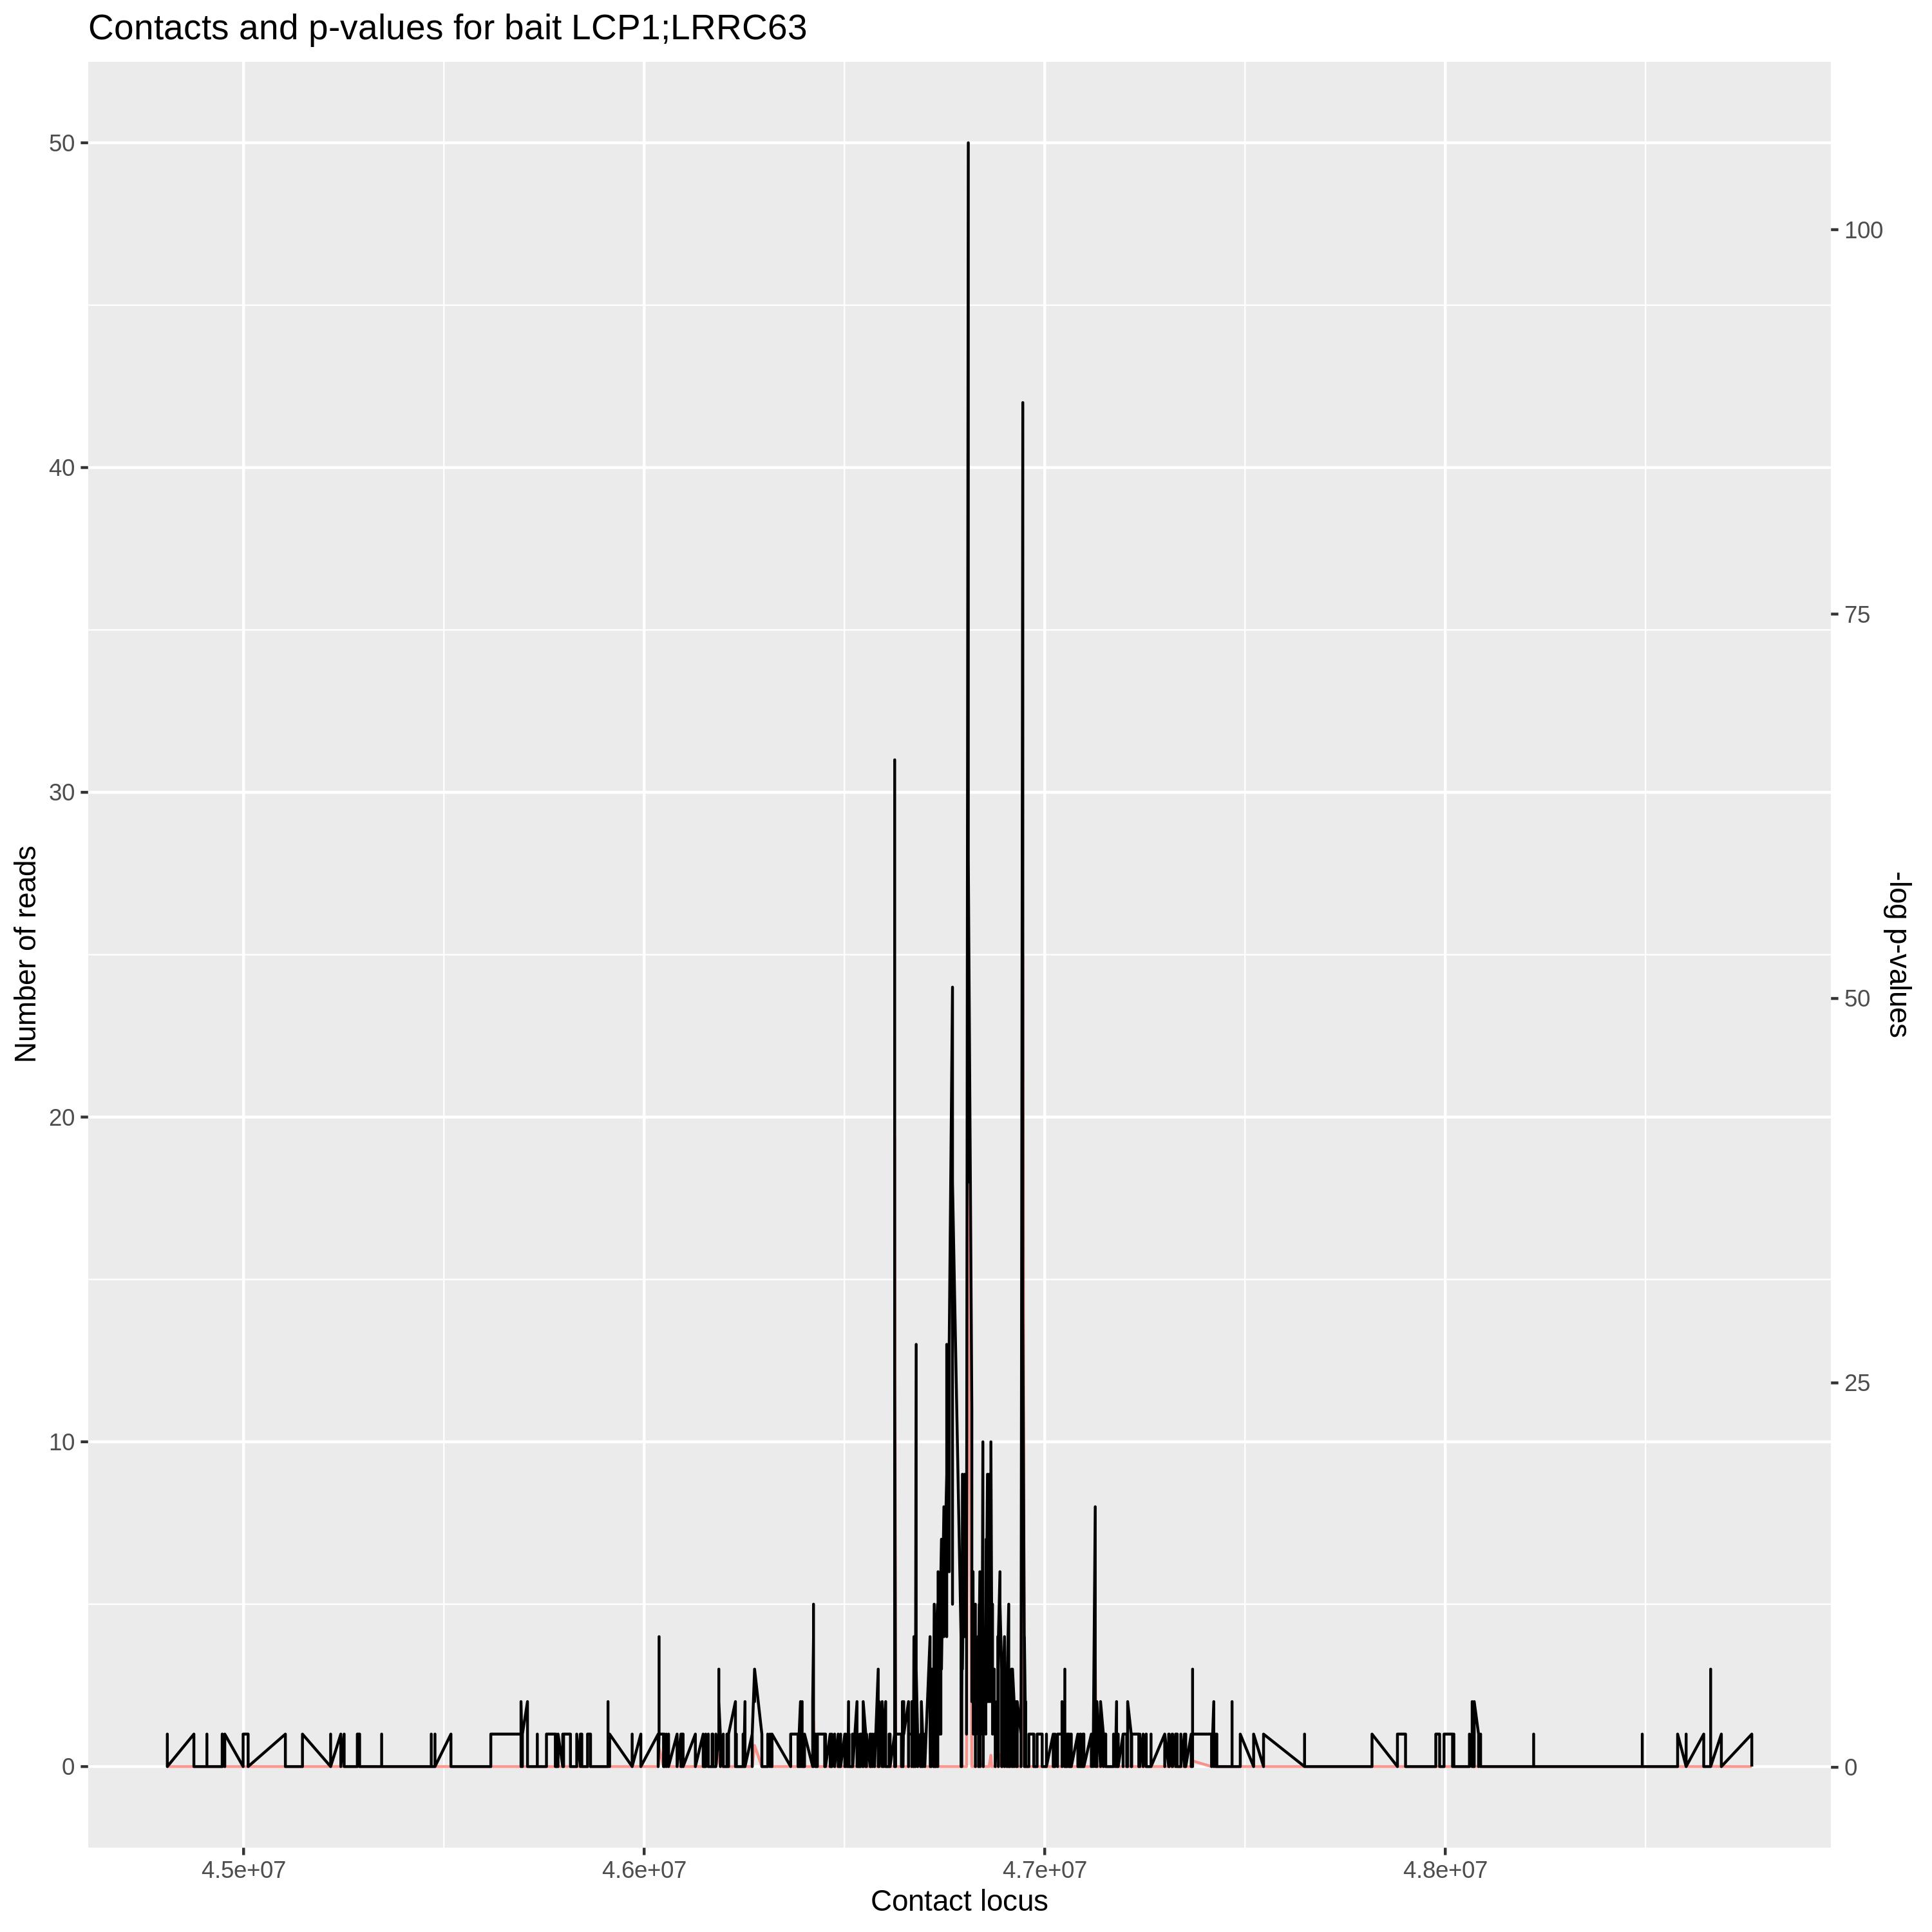 Contacts and p-values for bait LCP1;LRRC63
Number of reads
50
40
30
20
10
0
100
75
50
25
0
-log p-values
4.5e+07 4.6e+07 4.7e+07 4.8e+07
Contact locus